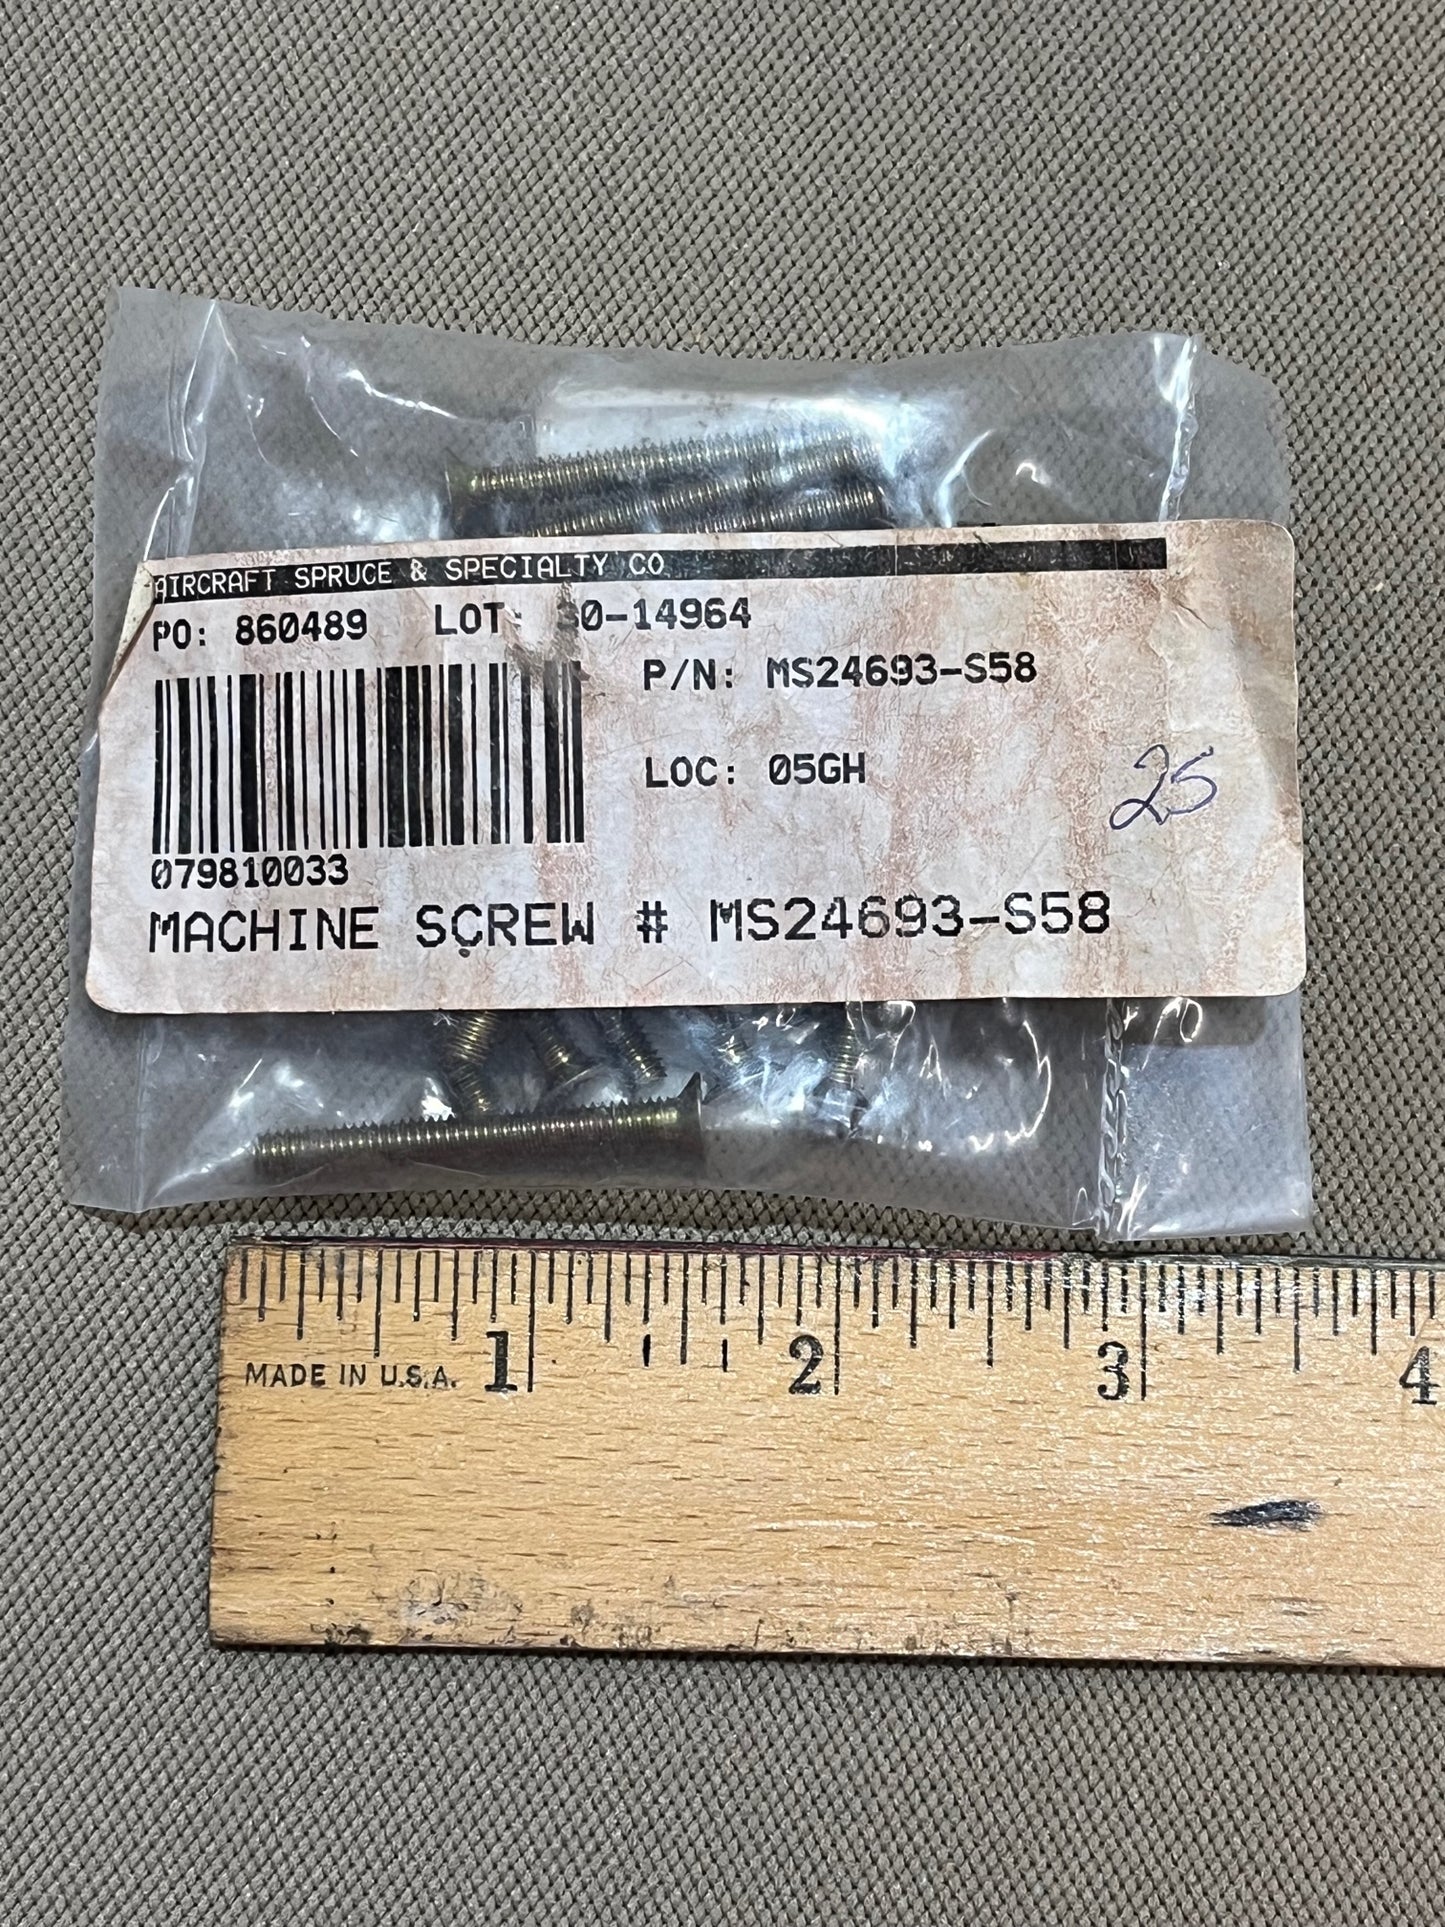 AIRCRAFT SPRUCE & SPECIALTY CO
PO: 860489 LOT: 0-14964
P/N: MS24693-S58
LOC: 05GH
25
079810033
MACHINE SCREW # MS24693-S58
1 2 3 4
MADE IN U.S.A.